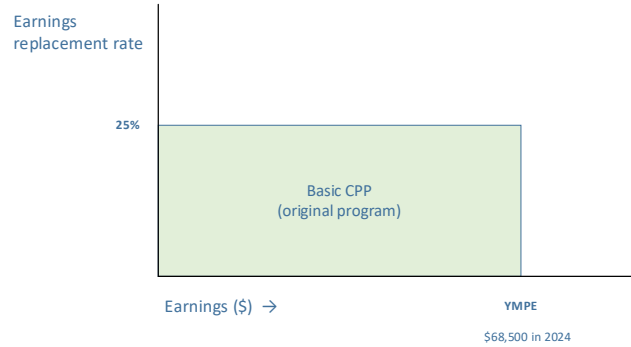 Earnings
replacement rate
25%
Basic CPP
(original program)
Earnings ($) →
YMPE
$68,500 in 2024